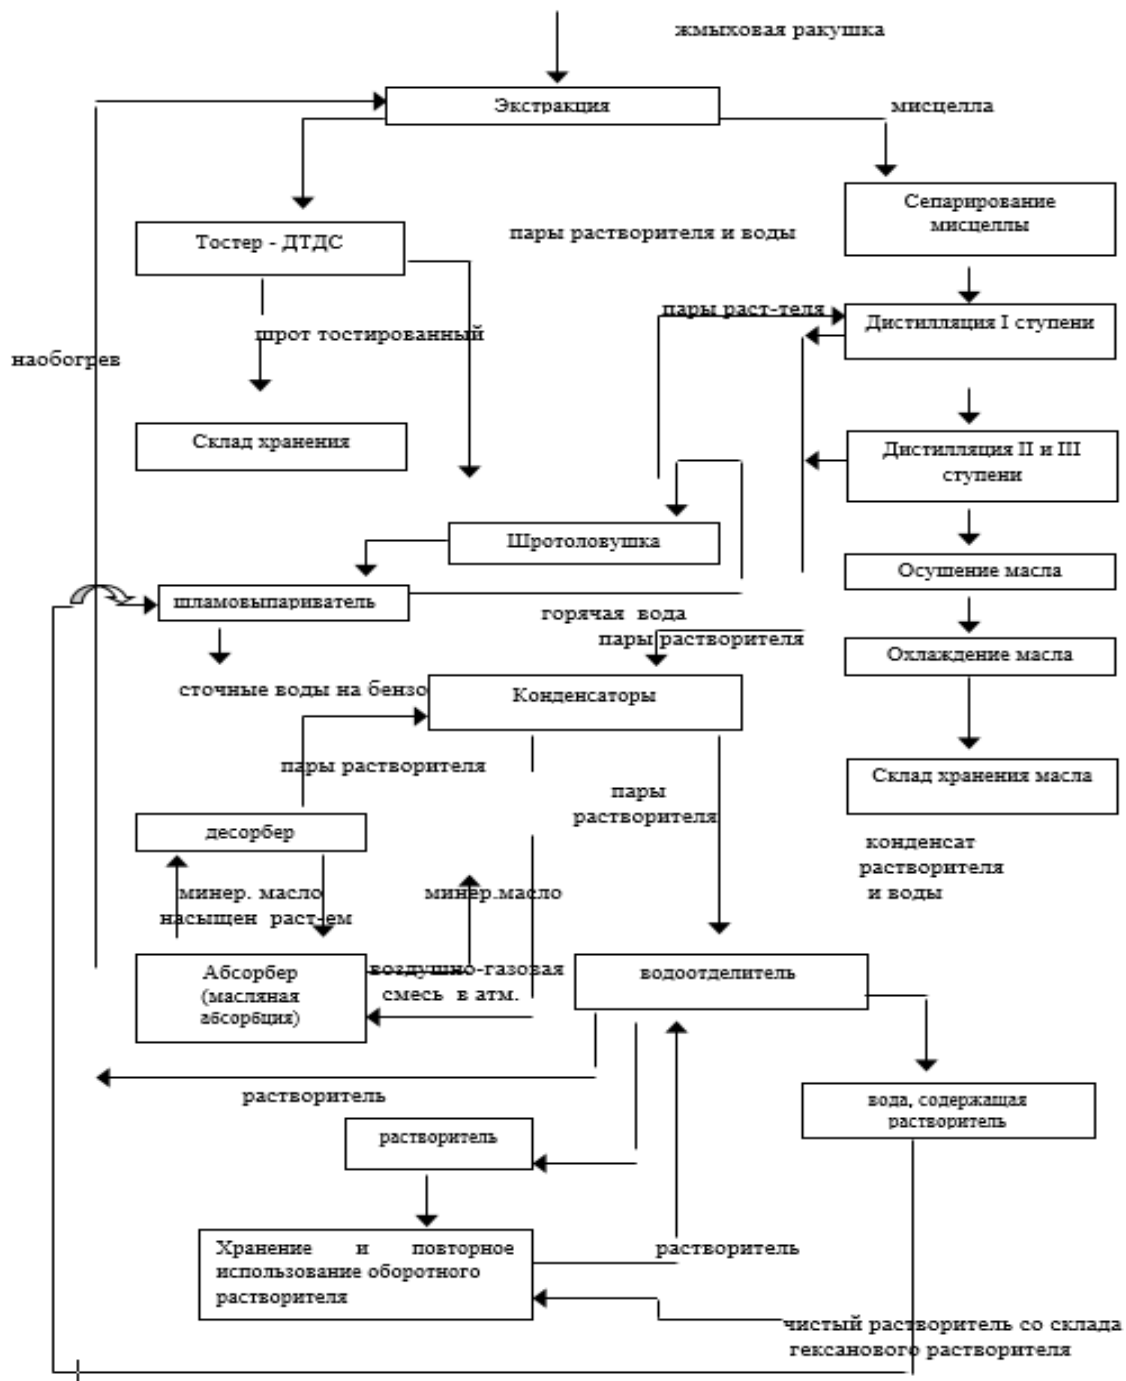 жмыховая ракушка
Экстракция
мисцелла
Сепарирование
мисцеллы
Тостер - ДТДС
пары растворителя и воды
пары раст-теля
Дистилляция I ступени
шрот тостированный
наобогрев
Склад хранения
Дистилляция II и III
ступени
Шротоловушка
Осушение масла
шламовыпариватель
горячая вода
пары растворителя
Охлаждение масла
сточные воды на бензо
Конденсаторы
пары растворителя
Склад хранения масла
пары
растворителя
десорбер
конденсат
растворителя
и воды
минер. масло
насыщен раст-ем
минер.масло
Абсорбер
(масляная
абсорбция)
воздушно-газовая
смесь в атм.
водоотделитель
растворитель
вода, содержащая
растворитель
растворитель
Хранение и повторное
использование оборотного
растворителя
растворитель
чистый растворитель со склада
гексанового растворителя